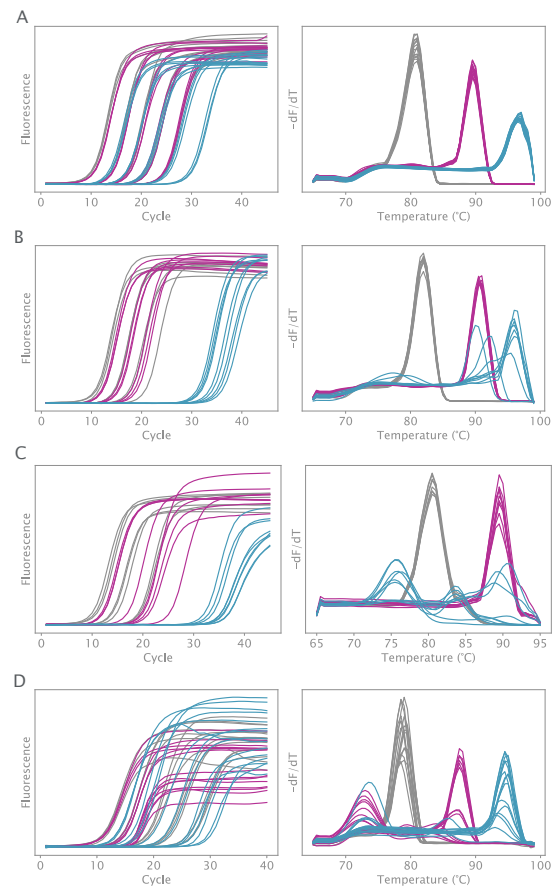 A
Fluorescence
10 20 30 40
Cycle
-dF/dT
70 80 90 100
Temperature (°C)
B
Fluorescence
0 10 20 30 40
Cycle
-dF/dT
70 80 90 100
Temperature (°C)
C
Fluorescence
0 10 20 30 40
Cycle
-dF/dT
65 70 75 80 85 90 95
Temperature (°C)
D
Fluorescence
0 10 20 30 40
Cycle
-dF/dT
70 80 90 100
Temperature (°C)